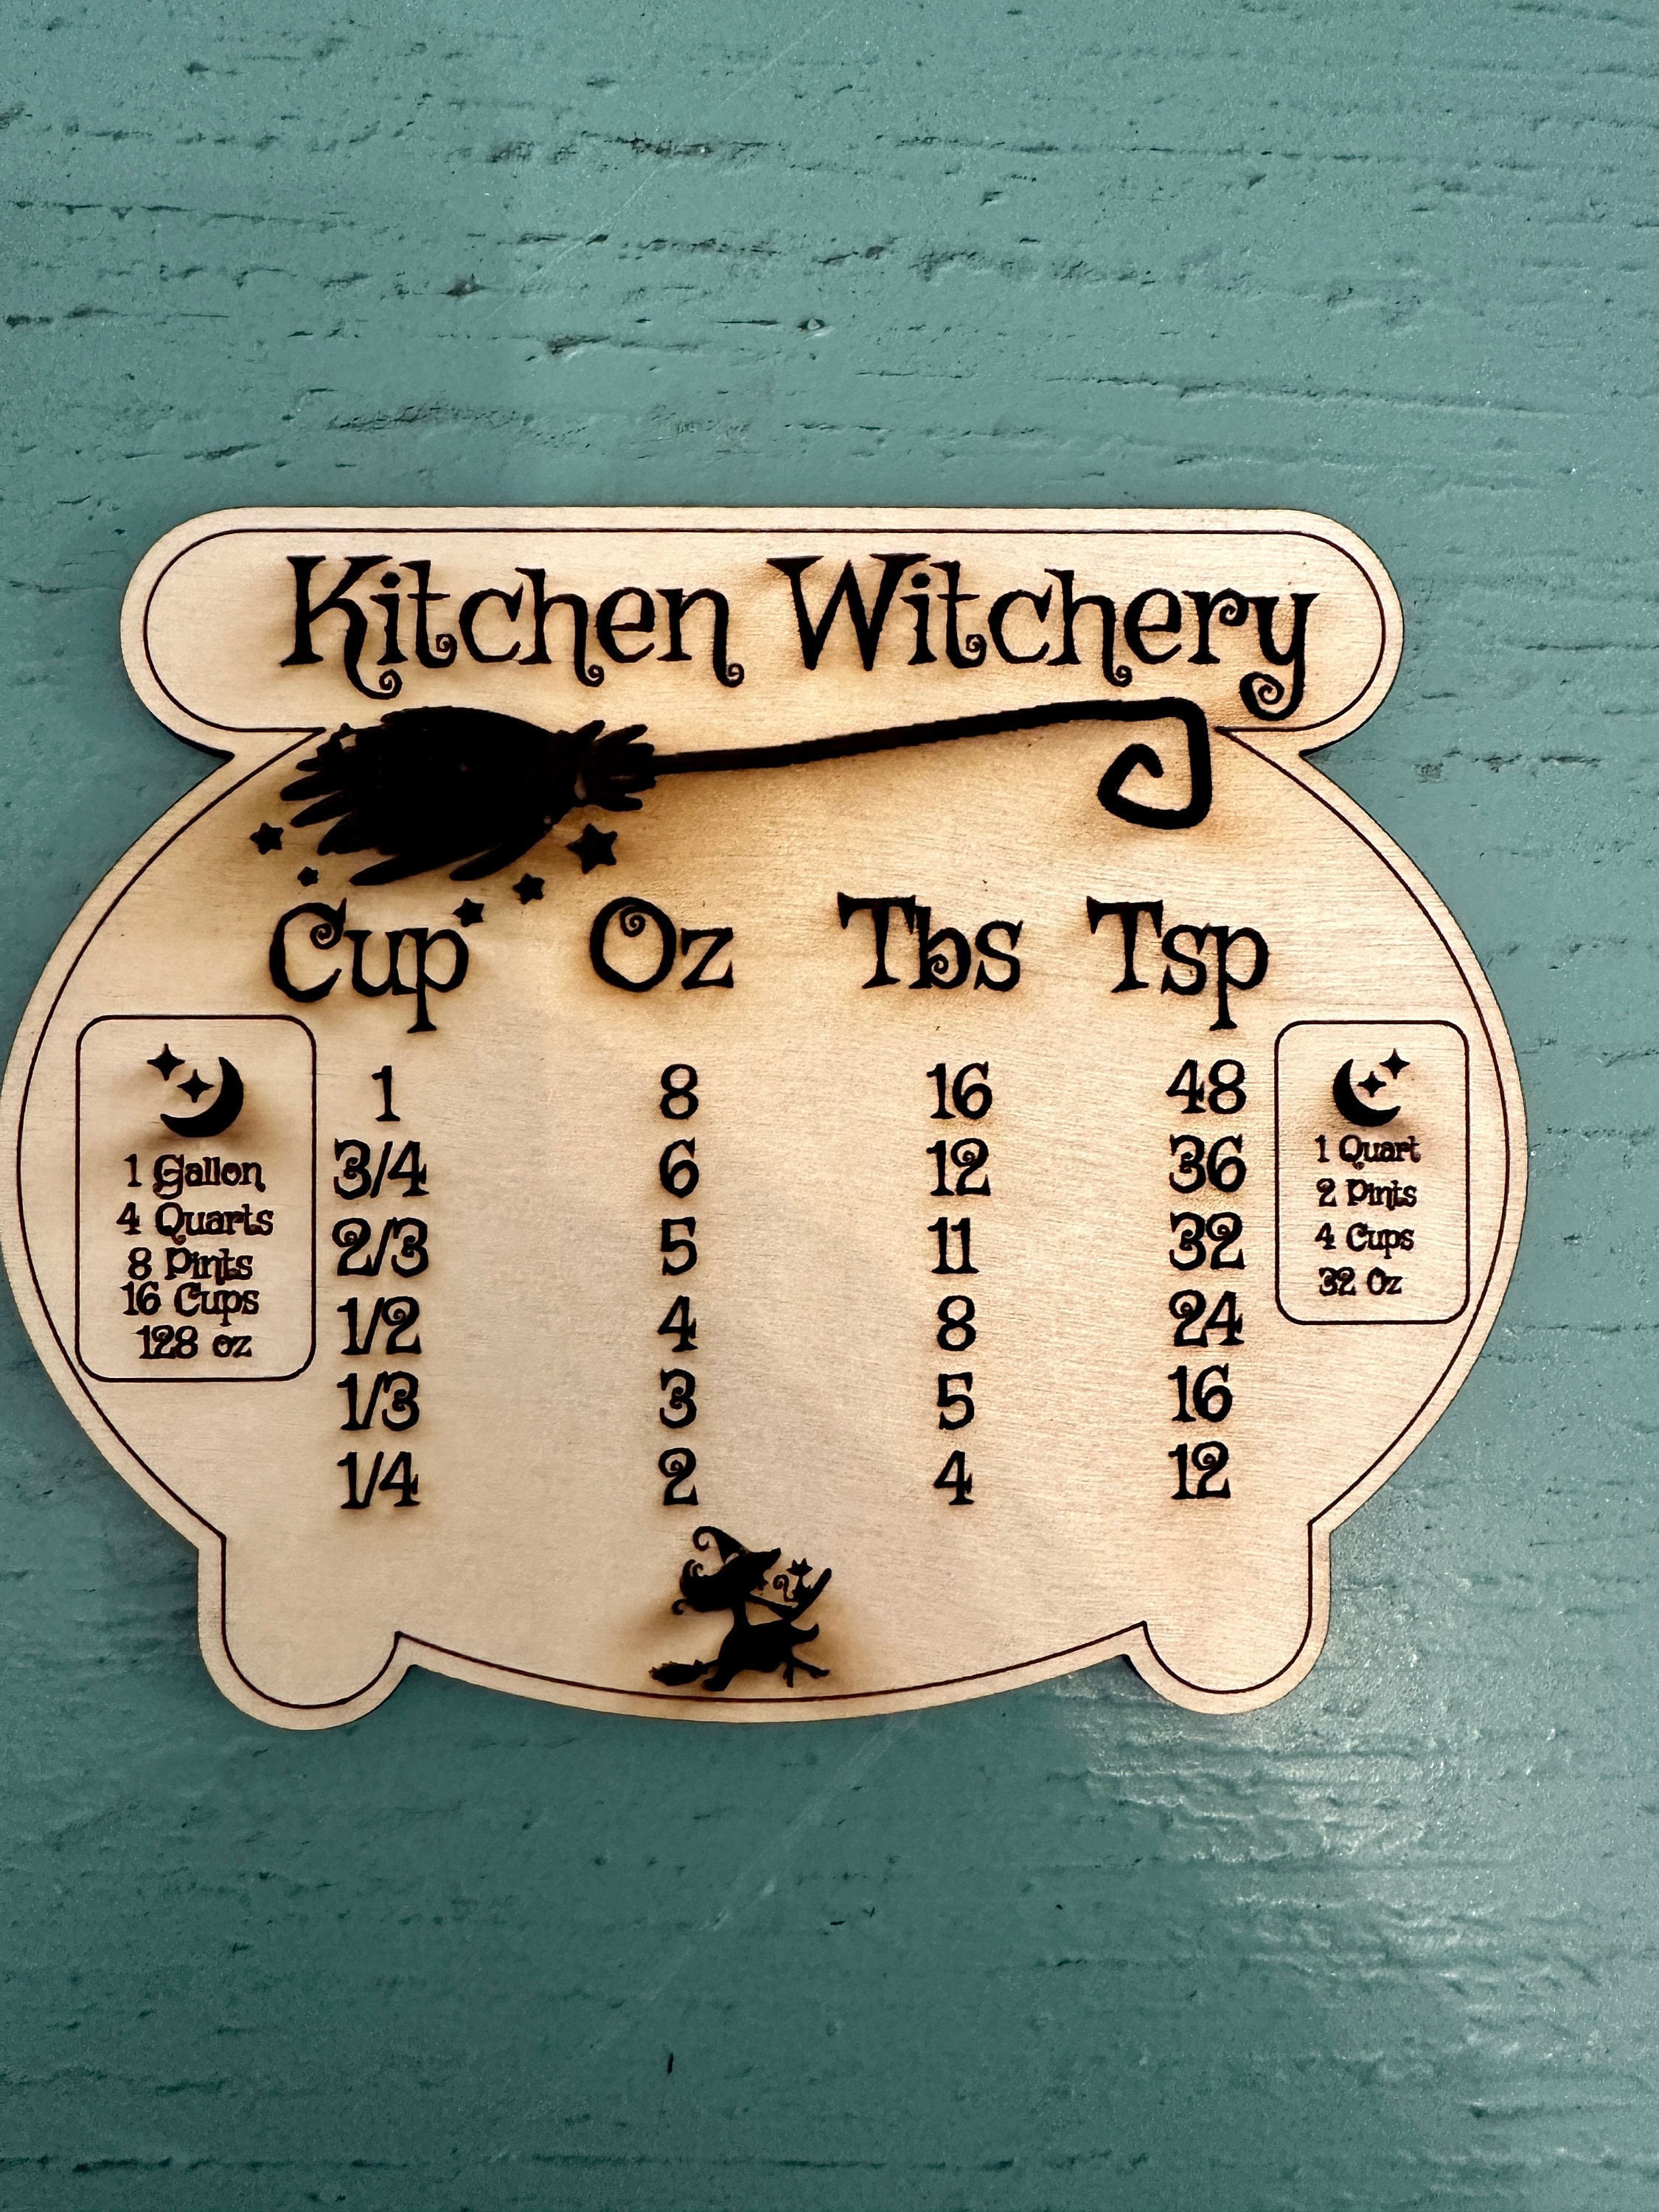 Kitchen Witchery
Cup Oz Tbs Tsp
1 8 16 48
3/4 6 12 36
2/3 5 11 32
1/2 4 8 24
1/3 3 5 16
1/4 2 4 12
1 Gallon
4 Quarts
8 Pints
16 Cups
128 oz
1 Quart
2 Pints
4 Cups
32 Oz